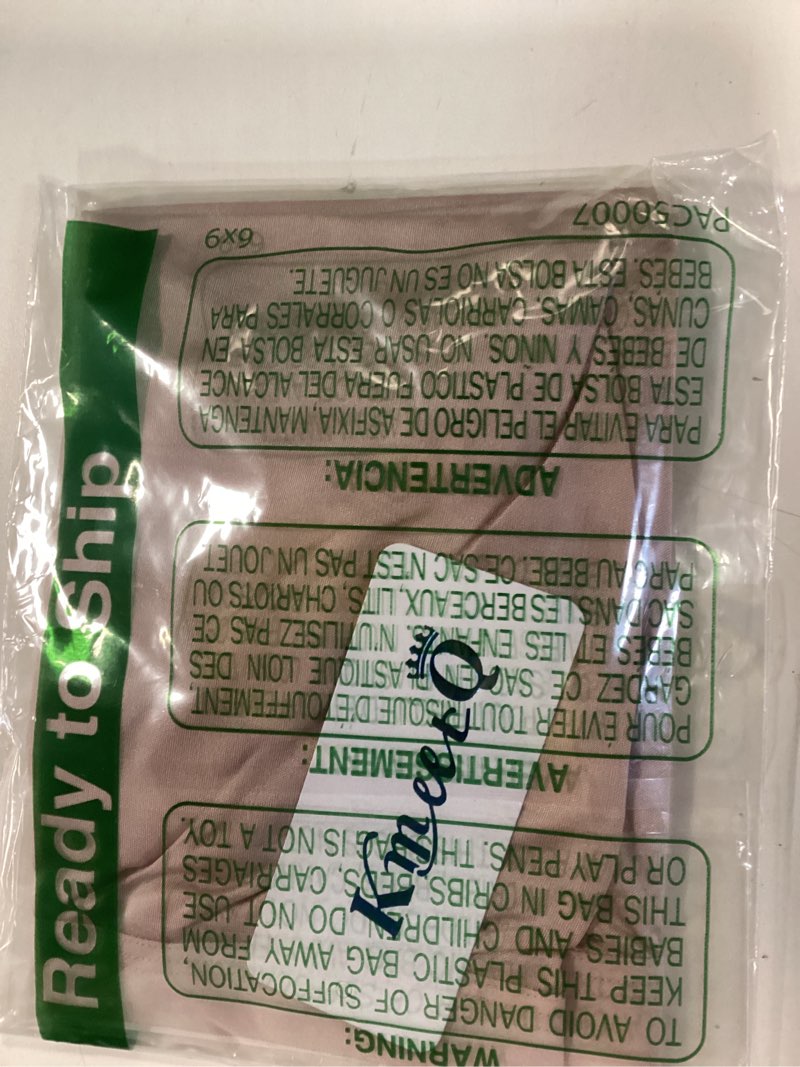 Ready to Ship
WARNING:
TO AVOID DANGER OF SUFFOCATION,
KEEP THIS PLASTIC BAG AWAY FROM
BABIES AND CHILDREN. DO NOT USE
THIS BAG IN CRIBS, BEDS, CARRIAGES
OR PLAY PENS. THIS BAG IS NOT A TOY.
AVERTISSEMENT:
POUR ÉVITER TOUT RISQUE D'ÉTOUFFEMENT,
GARDEZ CE SAC EN PLASTIQUE LOIN DES
BEBES ET LES ENFANTS. N'UTILISEZ PAS CE
SAC DANS LES BERCEAUX, LITS, CHARIOTS OU
PARC AU BEBE. CE SAC N'EST PAS UN JOUET.
ADVERTENCIA:
PARA EVITAR EL PELIGRO DE ASFIXIA, MANTENGA
ESTA BOLSA DE PLASTICO FUERA DEL ALCANCE
DE BEBES Y NINOS. NO USAR ESTA BOLSA EN
CUNAS, CAMAS, CARRIOLAS O CORRALES PARA
BEBES. ESTA BOLSA NO ES UN JUGUETE.
PAC50007
6x9
KmeerQ